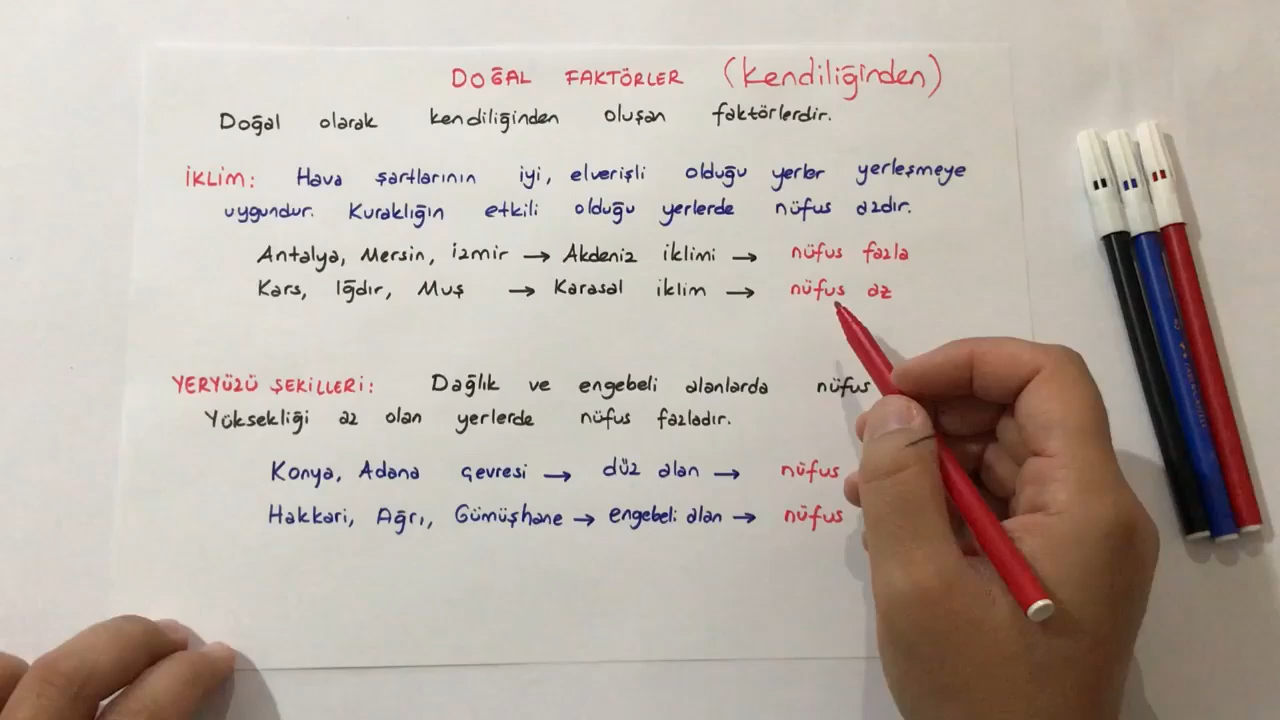 DOĞAL FAKTÖRLER (Kendiliğinden)
Doğal olarak kendiliğinden oluşan faktörlerdir.
İKLİM: Hava şartlarının iyi, elverişli olduğu yerler yerleşmeye
uygundur. Kuraklığın etkili olduğu yerlerde nüfus azdır.
Antalya, Mersin, İzmir → Akdeniz iklimi → nüfus fazla
Kars, Iğdır, Muş → Karasal iklim → nüfus az
YERYÜZÜ ŞEKİLLERİ: Dağlık ve engebeli alanlarda nüfus
Yüksekliği az olan yerlerde nüfus fazladır.
Konya, Adana çevresi → düz alan → nüfus
Hakkari, Ağrı, Gümüşhane → engebeli alan → nüfus